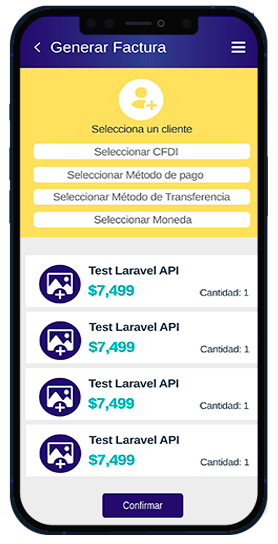 Generar Factura
Selecciona un cliente
Seleccionar CFDI
Seleccionar Método de pago
Seleccionar Método de Transferencia
Seleccionar Moneda
Test Laravel API
$7,499
Cantidad: 1
Test Laravel API
$7,499
Cantidad: 1
Test Laravel API
$7,499
Cantidad: 1
Test Laravel API
$7,499
Cantidad: 1
Confirmar